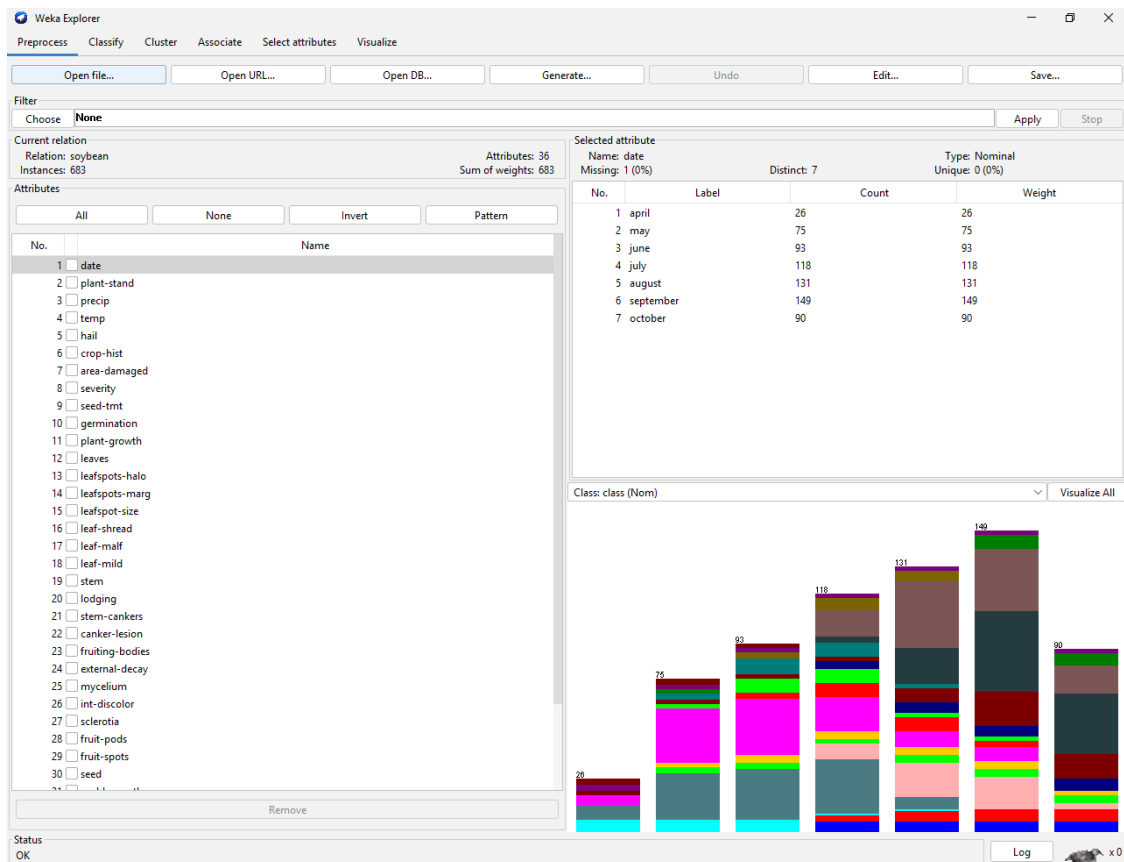 Weka Explorer
Preprocess Classify Cluster Associate Select attributes Visualize
Open file... Open URL... Open DB... Generate... Undo Edit... Save...
Filter
Choose None Apply Stop
Current relation
Relation: soybean Attributes: 36
Instances: 683 Sum of weights: 683
Selected attribute
Name: date Type: Nominal
Missing: 1 (0%) Distinct: 7 Unique: 0 (0%)
Attributes
All None Invert Pattern
No. Name
1 date
2 plant-stand
3 precip
4 temp
5 hail
6 crop-hist
7 area-damaged
8 severity
9 seed-tmt
10 germination
11 plant-growth
12 leaves
13 leafspots-halo
14 leafspots-marg
15 leafspot-size
16 leaf-shread
17 leaf-malf
18 leaf-mild
19 stem
20 lodging
21 stem-cankers
22 canker-lesion
23 fruiting-bodies
24 external-decay
25 mycelium
26 int-discolor
27 sclerotia
28 fruit-pods
29 fruit-spots
30 seed
Remove
No. Label Count Weight
1 april 26 26
2 may 75 75
3 june 93 93
4 july 118 118
5 august 131 131
6 september 149 149
7 october 90 90
Class: class (Nom) Visualize All
26
75
93
118
131
149
90
Status
OK
Log x 0